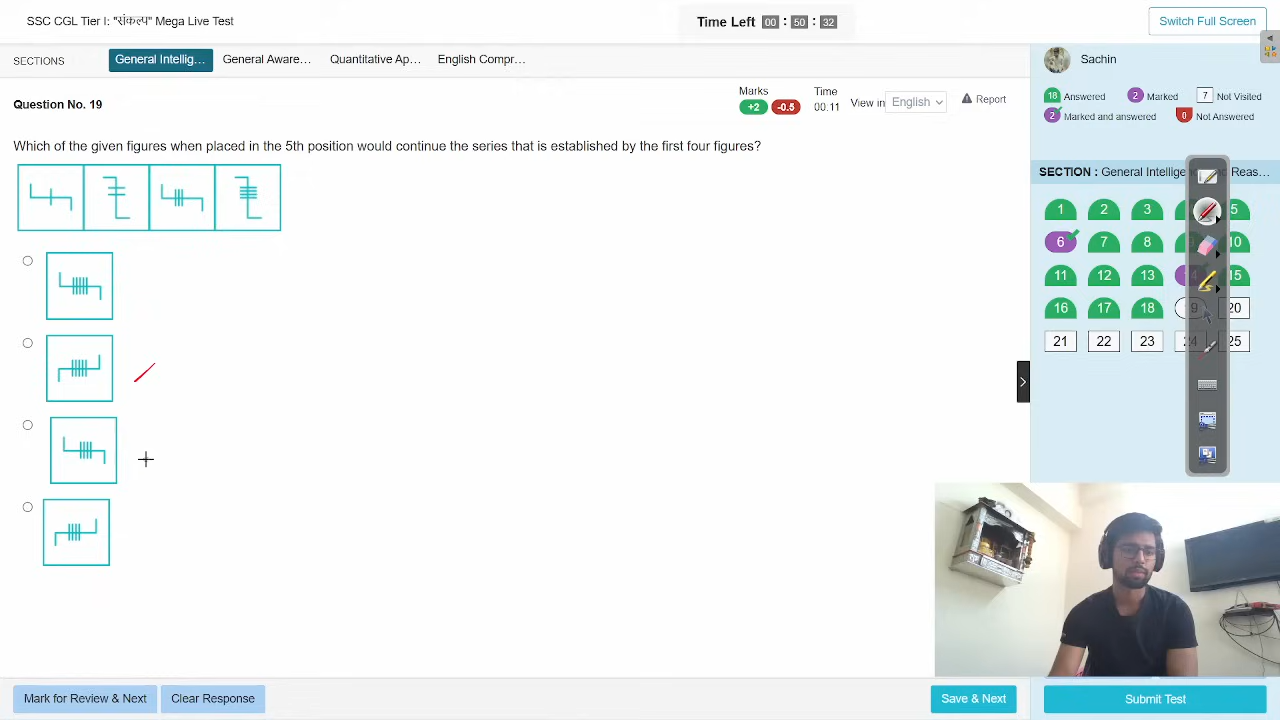 SSC CGL Tier I: "संकल्प" Mega Live Test
Time Left 00 : 50 : 32
Switch Full Screen
SECTIONS
General Intellig...
General Aware...
Quantitative Ap...
English Compr...
Sachin
Question No. 19
Marks
+2 -0.5
Time
00:11
View in English
Report
18 Answered
2 Marked
7 Not Visited
2 Marked and answered
0 Not Answered
Which of the given figures when placed in the 5th position would continue the series that is established by the first four figures?
SECTION : General Intelligence and Reas...
1 2 3 5
6 7 8 10
11 12 13 14 15
16 17 18 19 20
21 22 23 24 25
Mark for Review & Next
Clear Response
Save & Next
Submit Test